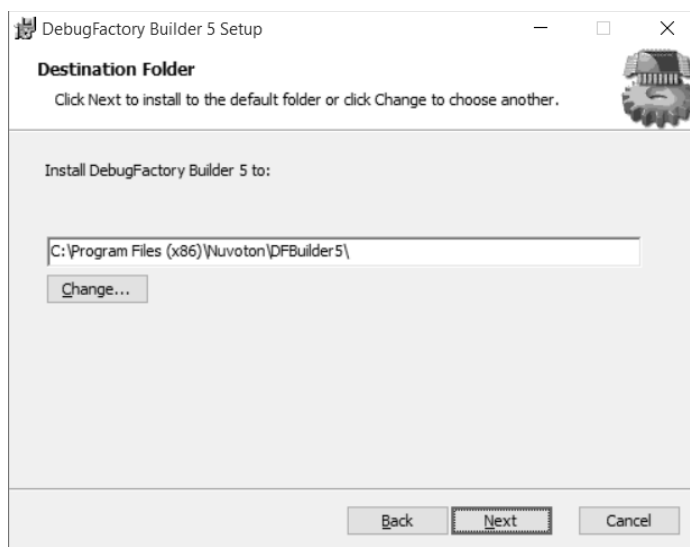 DebugFactory Builder 5 Setup
Destination Folder
Click Next to install to the default folder or click Change to choose another.
Install DebugFactory Builder 5 to:
C:\Program Files (x86)\Nuvoton\DFBuilder5\
Change...
Back Next Cancel